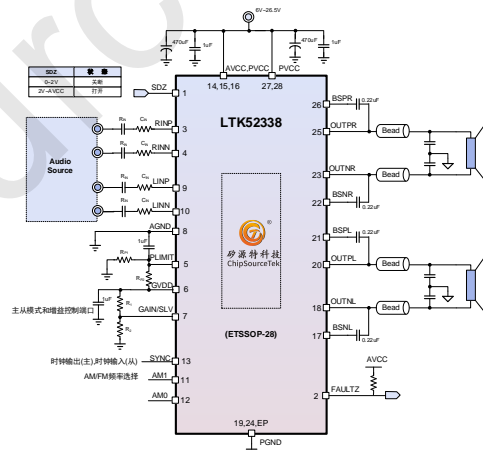 6V~26.5V
470uF
1uF
470uF
1uF
AVCC,PVCC
PVCC
14,15,16
27,28
SDZ
状 态
0~2V
关断
2V~AVCC
打开
SDZ
1
LTK52338
BSPR
0.22uF
26
OUTPR
Bead
25
Audio
Source
RINP
3
RINN
4
LINP
9
LINN
10
OUTNR
Bead
23
BSNR
0.22uF
22
AGND
8
1uF
PLIMIT
5
GVDD
6
1uF
主从模式和增益控制端口
GAIN/SLV
7
矽源特科技
ChipSourceTek
®
BSPL
0.22uF
21
OUTPL
Bead
20
OUTNL
Bead
18
BSNL
0.22uF
17
(ETSSOP-28)
时钟输出(主),时钟输入(从)
SYNC
13
AM/FM频率选择
AM1
11
AM0
12
AVCC
FAULTZ
2
19,24,EP
PGND